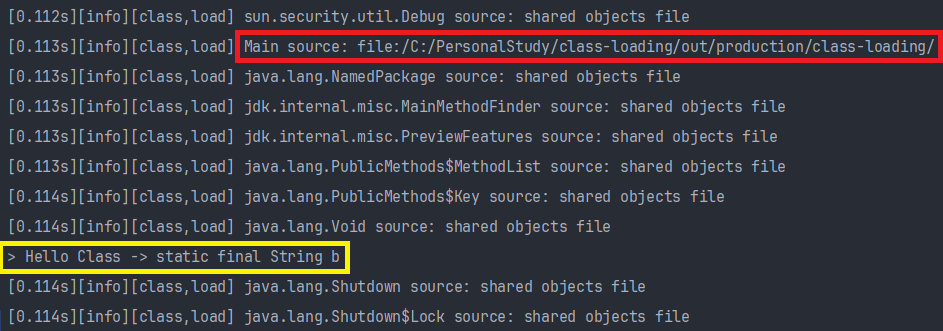 [0.112s][info][class,load] sun.security.util.Debug source: shared objects file
[0.113s][info][class,load] Main source: file:/C:/PersonalStudy/class-loading/out/production/class-loading/
[0.113s][info][class,load] java.lang.NamedPackage source: shared objects file
[0.113s][info][class,load] jdk.internal.misc.MainMethodFinder source: shared objects file
[0.113s][info][class,load] jdk.internal.misc.PreviewFeatures source: shared objects file
[0.113s][info][class,load] java.lang.PublicMethods$MethodList source: shared objects file
[0.114s][info][class,load] java.lang.PublicMethods$Key source: shared objects file
[0.114s][info][class,load] java.lang.Void source: shared objects file
> Hello Class -> static final String b
[0.114s][info][class,load] java.lang.Shutdown source: shared objects file
[0.114s][info][class,load] java.lang.Shutdown$Lock source: shared objects file